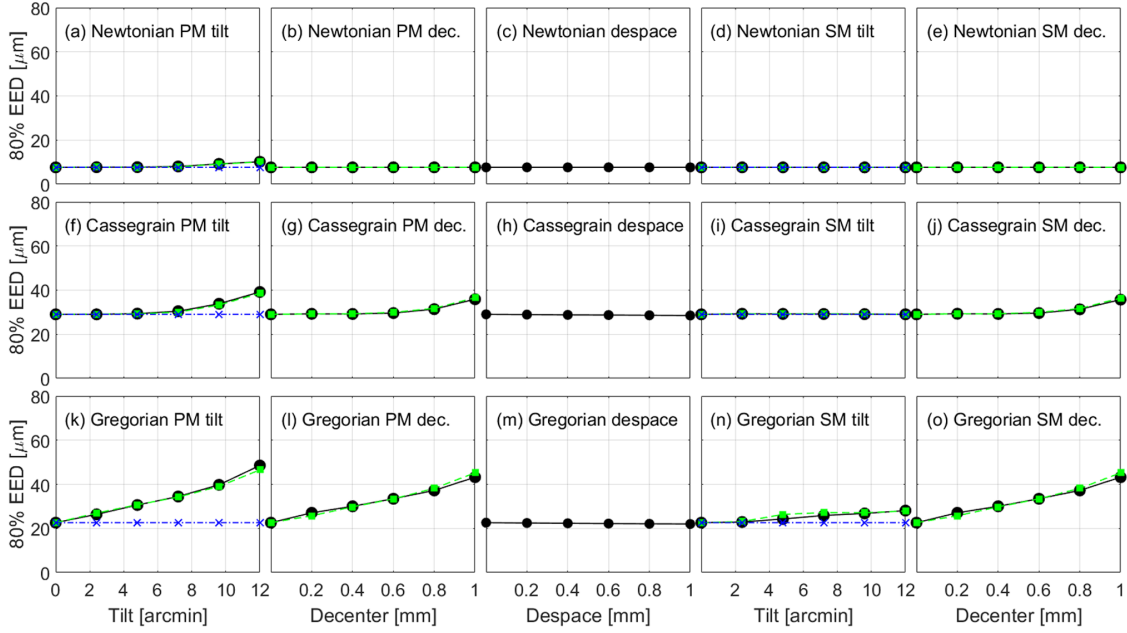 80
60
40
20
0
80% EED [μm]
(a) Newtonian PM tilt
(b) Newtonian PM dec.
(c) Newtonian despace
(d) Newtonian SM tilt
(e) Newtonian SM dec.
80
60
40
20
0
80% EED [μm]
(f) Cassegrain PM tilt
(g) Cassegrain PM dec.
(h) Cassegrain despace
(i) Cassegrain SM tilt
(j) Cassegrain SM dec.
80
60
40
20
0
80% EED [μm]
(k) Gregorian PM tilt
(l) Gregorian PM dec.
(m) Gregorian despace
(n) Gregorian SM tilt
(o) Gregorian SM dec.
0 2 4 6 8 10 12
0.2 0.4 0.6 0.8 1
0.2 0.4 0.6 0.8 1
2 4 6 8 10 12
0.2 0.4 0.6 0.8 1
Tilt [arcmin]
Decenter [mm]
Despace [mm]
Tilt [arcmin]
Decenter [mm]